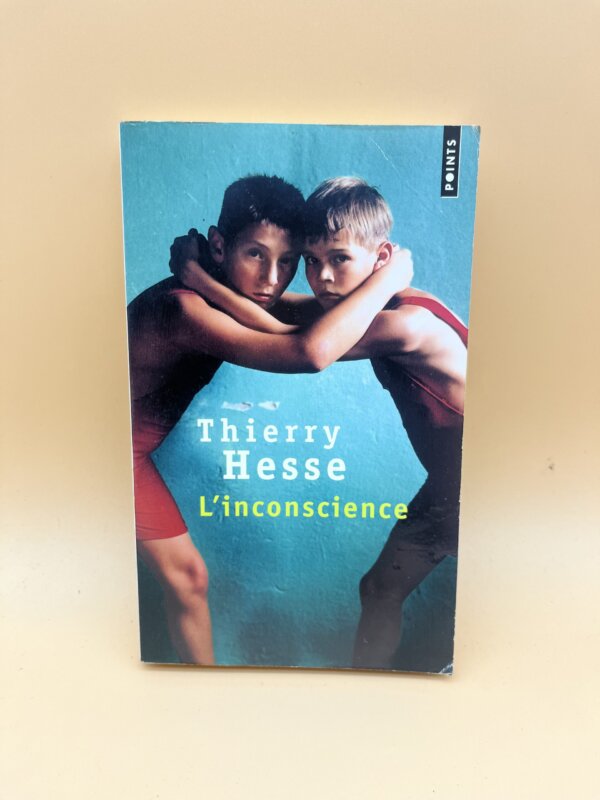 POINTS
Thierry
Hesse
L'inconscience